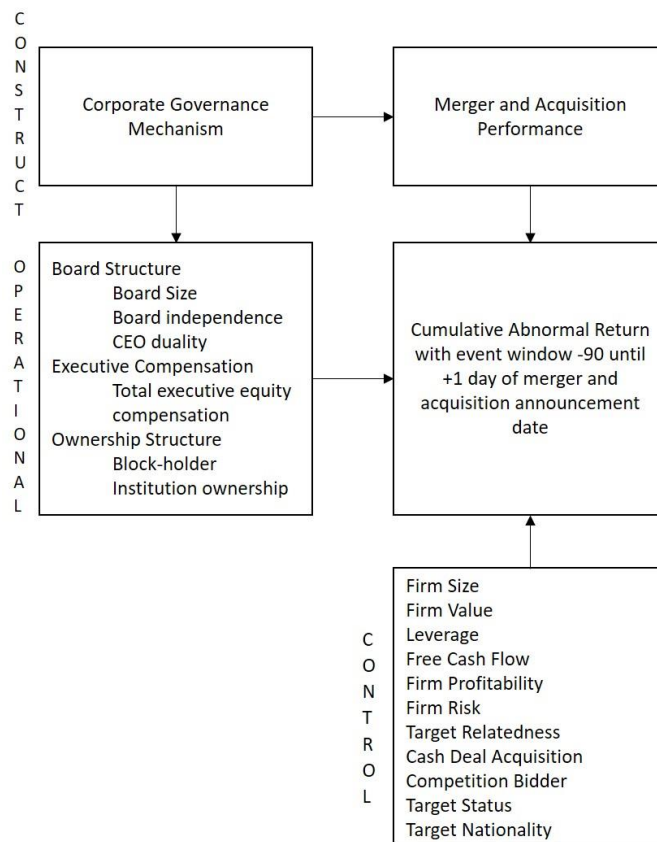 CONSTRUCT
Corporate Governance
Mechanism
Merger and Acquisition
Performance
OPERATIONAL
Board Structure
Board Size
Board independence
CEO duality
Executive Compensation
Total executive equity
compensation
Ownership Structure
Block-holder
Institution ownership
Cumulative Abnormal Return
with event window -90 until
+1 day of merger and
acquisition announcement
date
CONTROL
Firm Size
Firm Value
Leverage
Free Cash Flow
Firm Profitability
Firm Risk
Target Relatedness
Cash Deal Acquisition
Competition Bidder
Target Status
Target Nationality